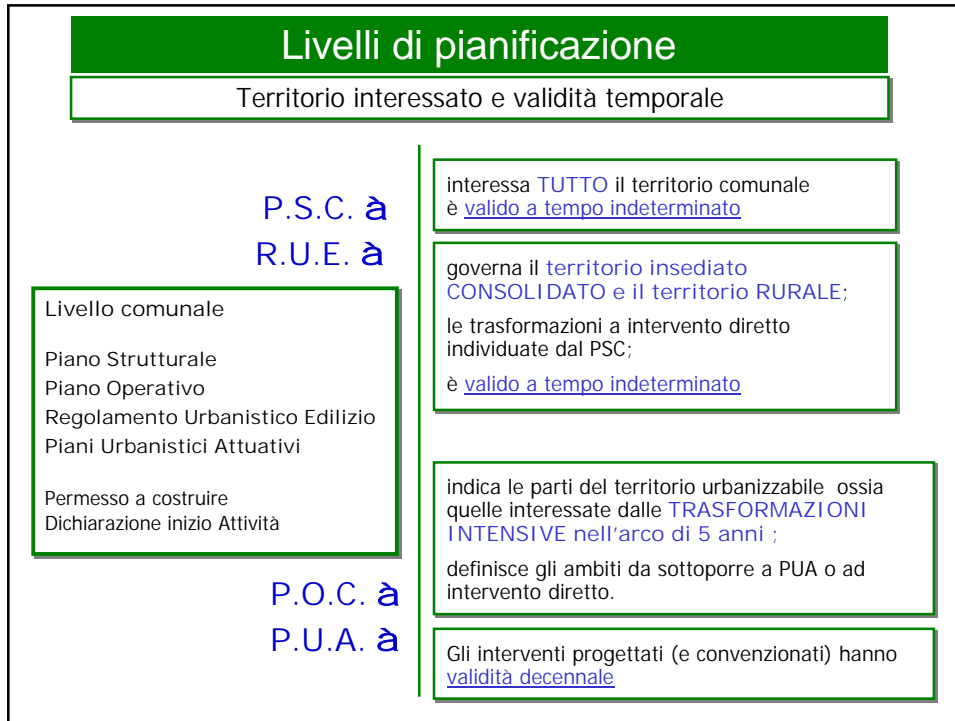 Livelli di pianificazione
Territorio interessato e validità temporale
P.S.C. à
interessa TUTTO il territorio comunale
è valido a tempo indeterminato
R.U.E. à
governa il territorio insediato
CONSOLIDATO e il territorio RURALE;
le trasformazioni a intervento diretto
individuate dal PSC;
è valido a tempo indeterminato
Livello comunale
Piano Strutturale
Piano Operativo
Regolamento Urbanistico Edilizio
Piani Urbanistici Attuativi
Permesso a costruire
Dichiarazione inizio Attività
indica le parti del territorio urbanizzabile ossia
quelle interessate dalle TRASFORMAZIONI
INTENSIVE nell'arco di 5 anni ;
definisce gli ambiti da sottoporre a PUA o ad
intervento diretto.
P.O.C. à
P.U.A. à
Gli interventi progettati (e convenzionati) hanno
validità decennale